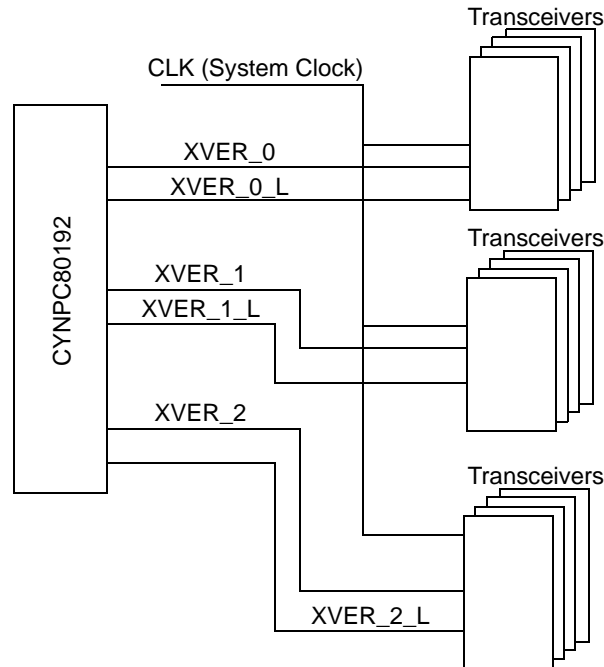 Transceivers
CLK (System Clock)
XVER_0
XVER_0_L
CYNPC80192
Transceivers
XVER_1
XVER_1_L
XVER_2
Transceivers
XVER_2_L